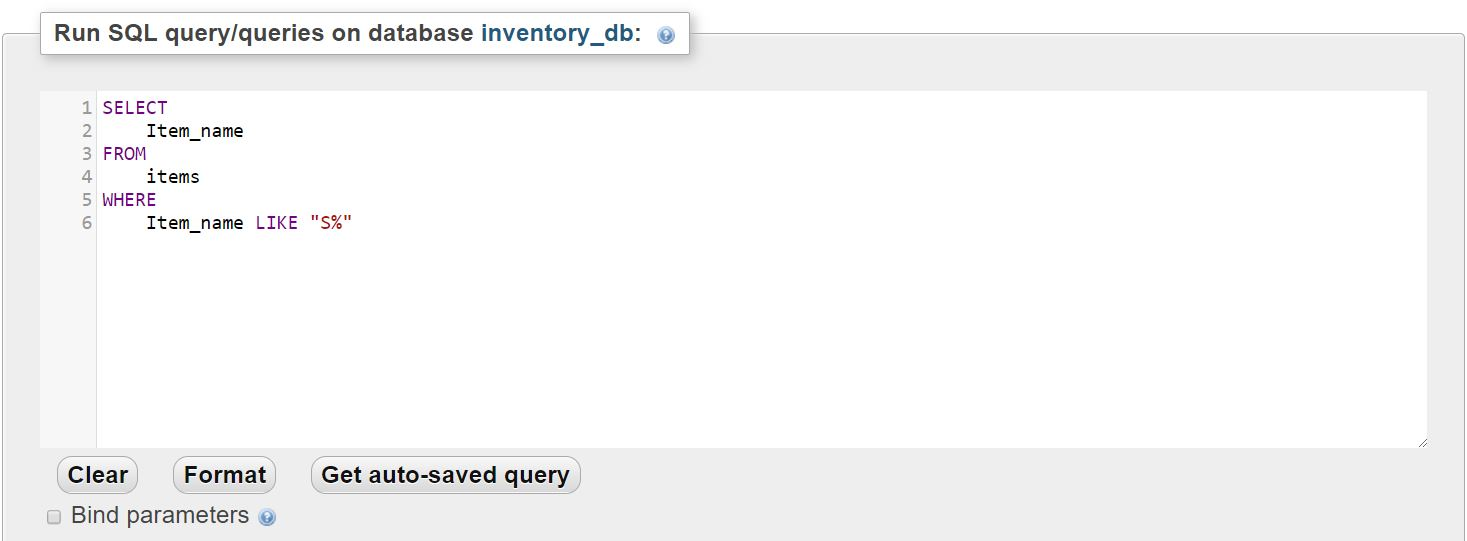 Run SQL query/queries on database inventory_db:
1 SELECT
2 Item_name
3 FROM
4 items
5 WHERE
6 Item_name LIKE "S%"
Clear Format Get auto-saved query
Bind parameters